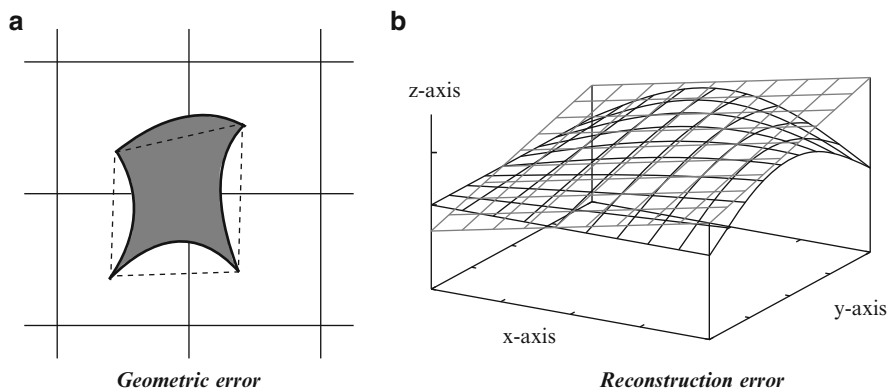 a
b
z-axis
x-axis
y-axis
Geometric error
Reconstruction error